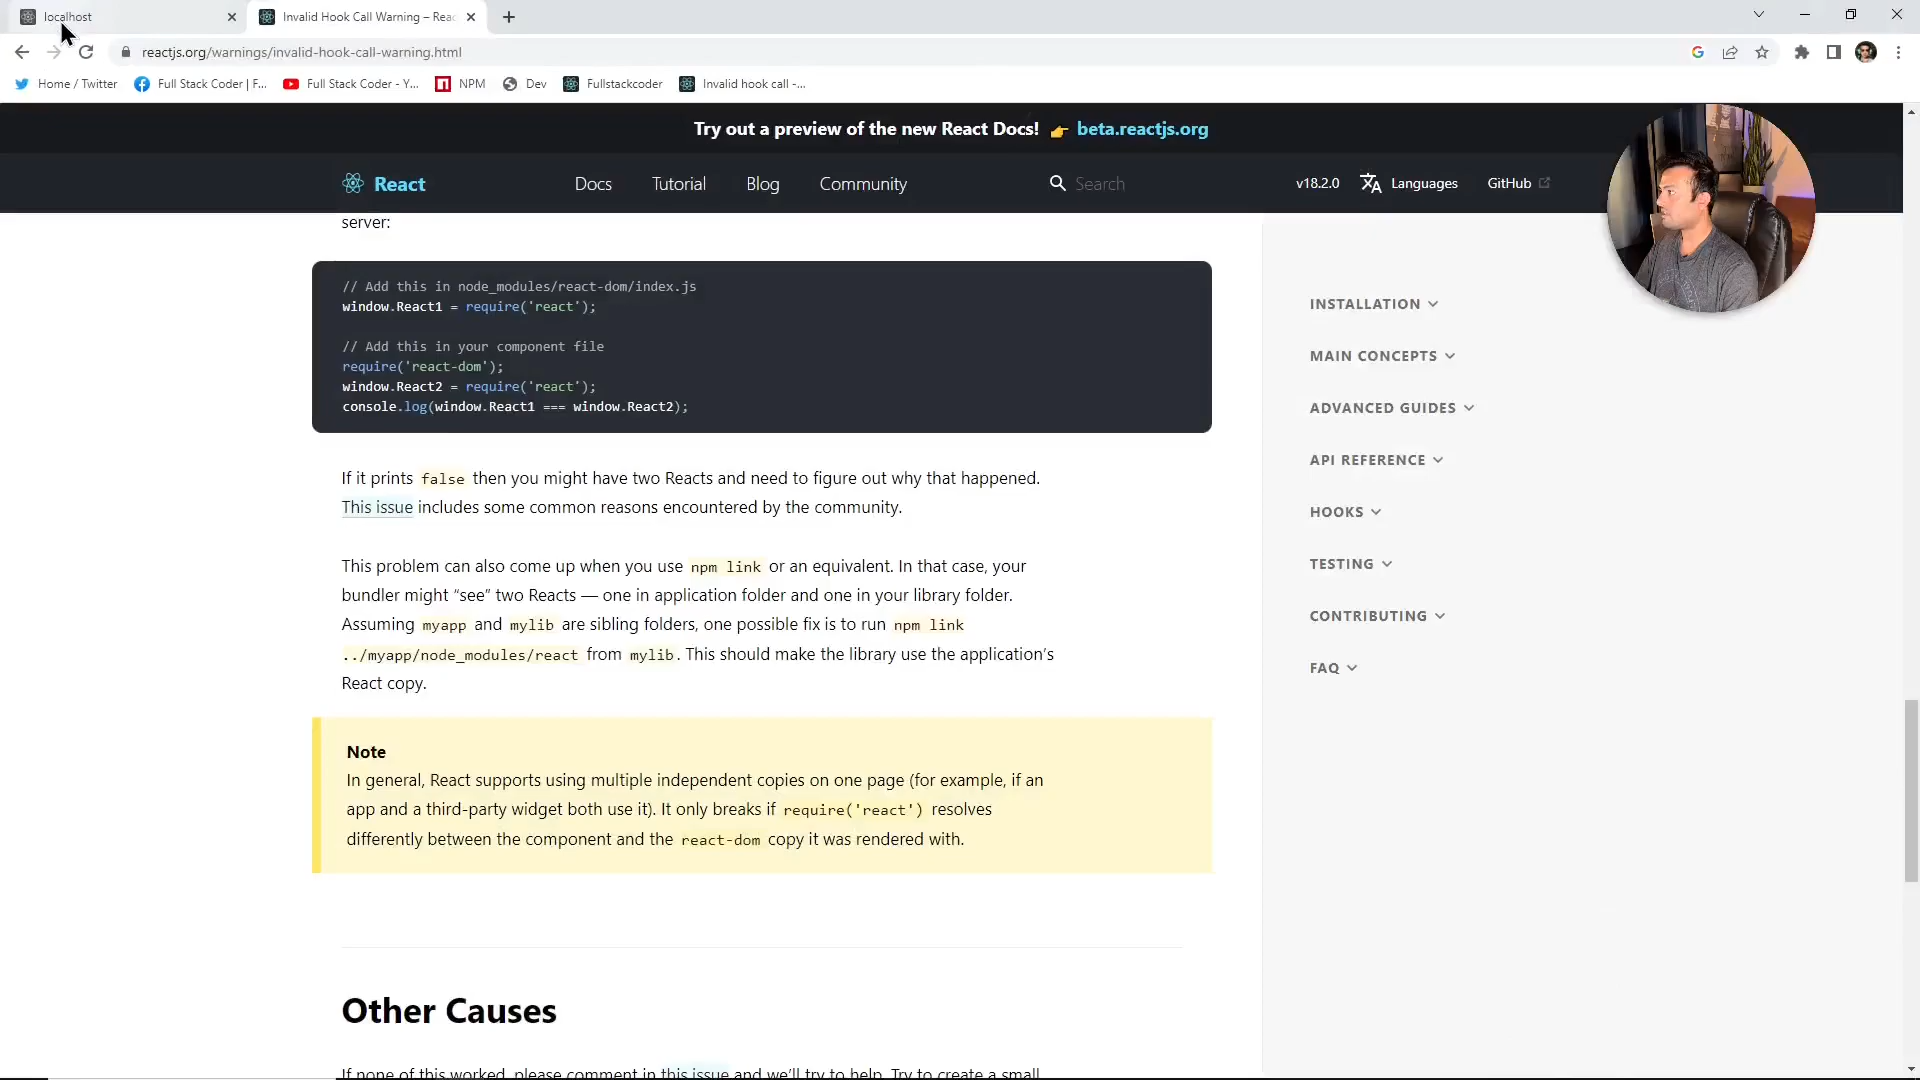 localhost
Invalid Hook Call Warning – Reac
reactjs.org/warnings/invalid-hook-call-warning.html
Home / Twitter
Full Stack Coder | F...
Full Stack Coder - Y...
NPM
Dev
Fullstackcoder
Invalid hook call -...
Try out a preview of the new React Docs! 👉 beta.reactjs.org
React
Docs
Tutorial
Blog
Community
Search
v18.2.0
Languages
GitHub
server:
// Add this in node_modules/react-dom/index.js
window.React1 = require('react');
// Add this in your component file
require('react-dom');
window.React2 = require('react');
console.log(window.React1 === window.React2);
If it prints false then you might have two Reacts and need to figure out why that happened.
This issue includes some common reasons encountered by the community.
This problem can also come up when you use npm link or an equivalent. In that case, your
bundler might “see” two Reacts — one in application folder and one in your library folder.
Assuming myapp and mylib are sibling folders, one possible fix is to run npm link
../myapp/node_modules/react from mylib. This should make the library use the application’s
React copy.
Note
In general, React supports using multiple independent copies on one page (for example, if an
app and a third-party widget both use it). It only breaks if require('react') resolves
differently between the component and the react-dom copy it was rendered with.
Other Causes
If none of this worked, please comment in this issue and we’ll try to help. Try to create a small
INSTALLATION
MAIN CONCEPTS
ADVANCED GUIDES
API REFERENCE
HOOKS
TESTING
CONTRIBUTING
FAQ